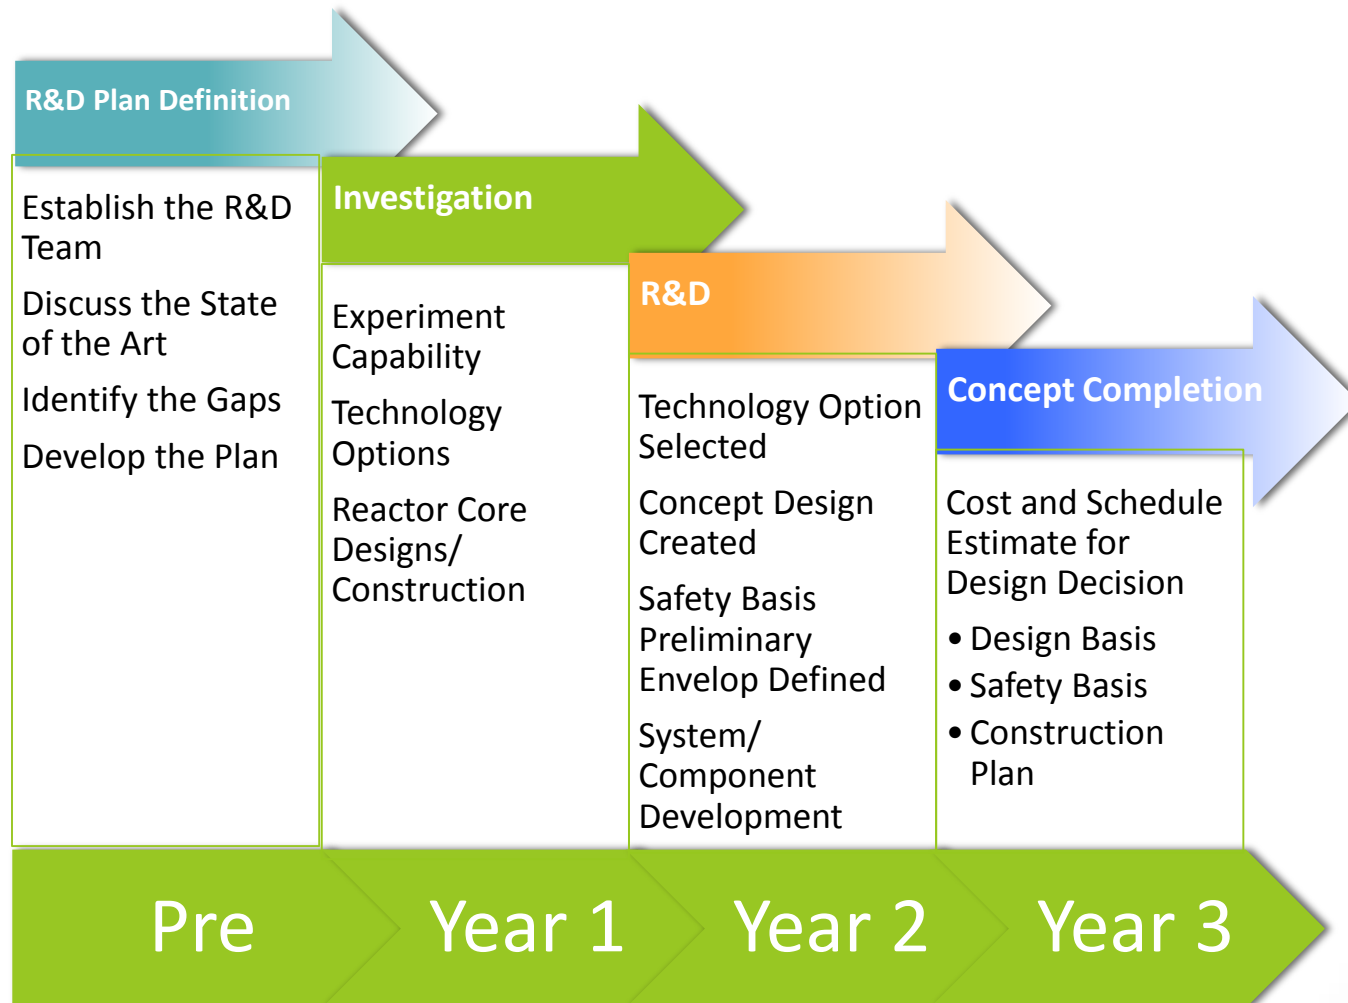 R&D Plan Definition
Establish the R&D
Team
Discuss the State
of the Art
Identify the Gaps
Develop the Plan
Investigation
Experiment
Capability
Technology
Options
Reactor Core
Designs/
Construction
R&D
Technology Option
Selected
Concept Design
Created
Safety Basis
Preliminary
Envelop Defined
System/
Component
Development
Concept Completion
Cost and Schedule
Estimate for
Design Decision
• Design Basis
• Safety Basis
• Construction
Plan
Pre
Year 1
Year 2
Year 3